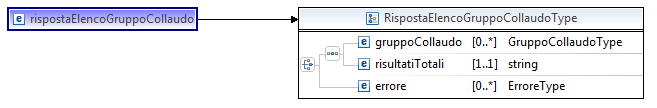 e rispostaElencoGruppoCollaudo
RispostaElencoGruppoCollaudoType
e gruppoCollaudo [0..*] GruppoCollaudoType
e risultatiTotali [1..1] string
e errore [0..*] ErroreType